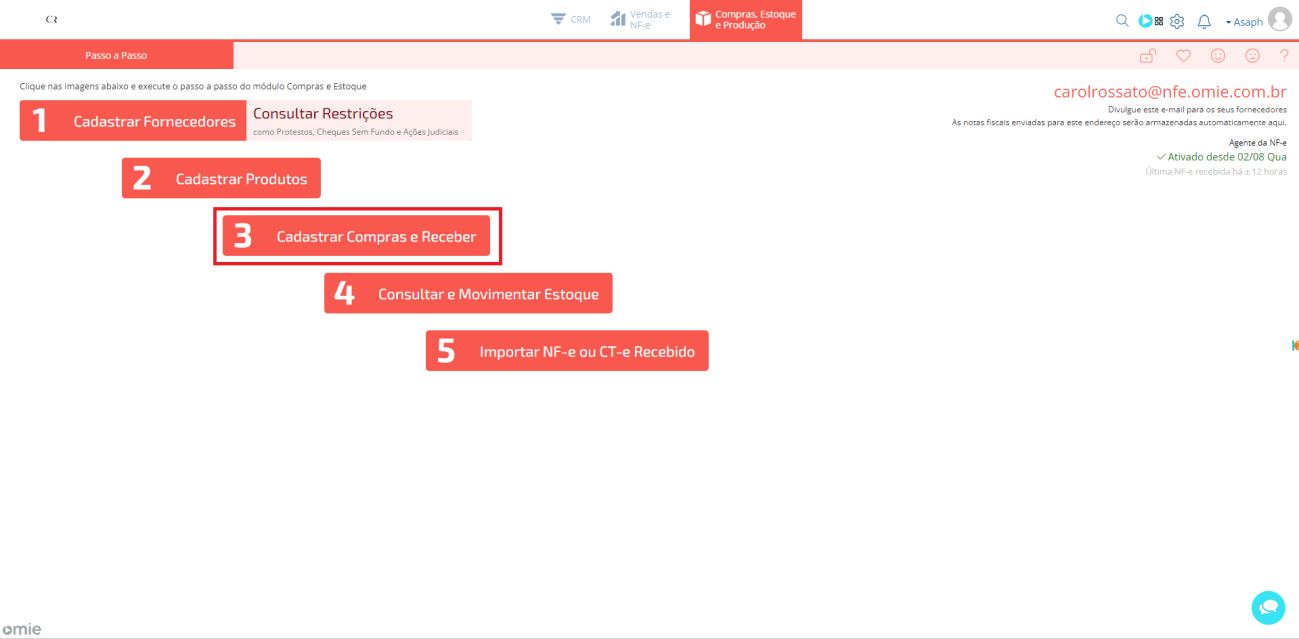 CR
CRM
Vendas e
NF-e
Compras, Estoque
e Produção
Asaph
Passo a Passo
?
Clique nas imagens abaixo e execute o passo a passo do módulo Compras e Estoque
carolrossato@nfe.omie.com.br
Divulgue este e-mail para os seus fornecedores
As notas fiscais enviadas para este endereço serão armazenadas automaticamente aqui.
Agente da NF-e
Ativado desde 02/08 Qua
Última NF-e recebida há ± 12 horas
1 Cadastrar Fornecedores
Consultar Restrições
como Protestos, Cheques Sem Fundo e Ações Judiciais
2 Cadastrar Produtos
3 Cadastrar Compras e Receber
4 Consultar e Movimentar Estoque
5 Importar NF-e ou CT-e Recebido
omie